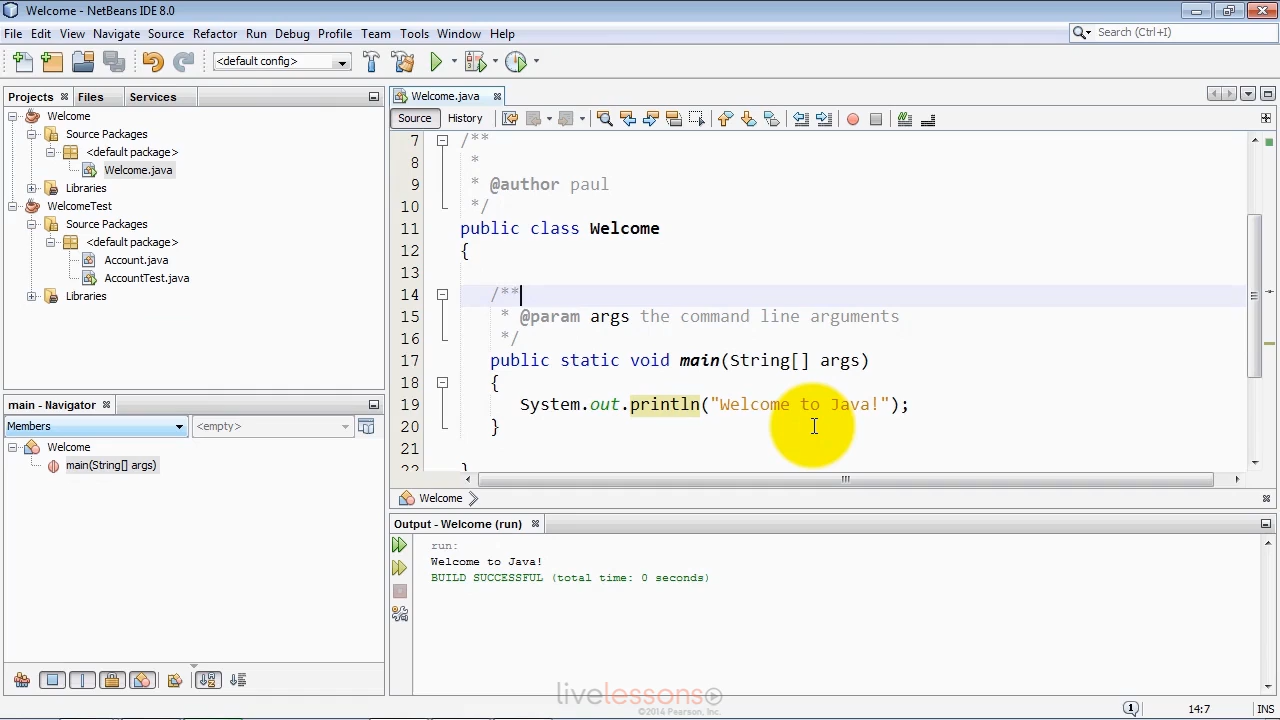 Welcome - NetBeans IDE 8.0
File Edit View Navigate Source Refactor Run Debug Profile Team Tools Window Help
Search (Ctrl+I)
<default config>
Projects Files Services
Welcome
Source Packages
<default package>
Welcome.java
Libraries
WelcomeTest
Source Packages
<default package>
Account.java
AccountTest.java
Libraries
main - Navigator
Members <empty>
Welcome
main(String[] args)
Welcome.java
Source History
7 /**
8 *
9 * @author paul
10 */
11 public class Welcome
12 {
13
14 /**
15 * @param args the command line arguments
16 */
17 public static void main(String[] args)
18 {
19 System.out.println("Welcome to Java!");
20 }
21
22 }
Welcome
Output - Welcome (run)
run:
Welcome to Java!
BUILD SUCCESSFUL (total time: 0 seconds)
livelessons
©2014 Pearson, Inc.
1 14:7 INS